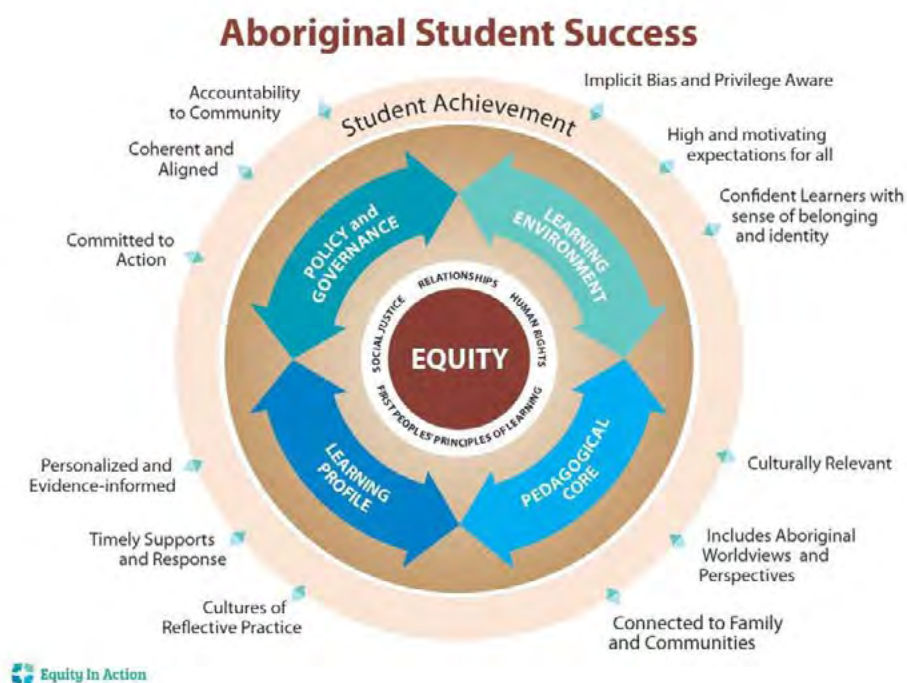 Aboriginal Student Success
Student Achievement
Accountability
to Community
Coherent and
Aligned
Committed to
Action
Implicit Bias and Privilege Aware
High and motivating
expectations for all
Confident Learners with
sense of belonging
and identity
POLICY and
GOVERNANCE
LEARNING
ENVIRONMENT
SOCIAL JUSTICE
RELATIONSHIPS
HUMAN RIGHTS
EQUITY
FIRST PEOPLES' PRINCIPLES OF LEARNING
LEARNING
PROFILE
PEDAGOGICAL
CORE
Personalized and
Evidence-informed
Timely Supports
and Response
Cultures of
Reflective Practice
Culturally Relevant
Includes Aboriginal
Worldviews and
Perspectives
Connected to Family
and Communities
Equity In Action